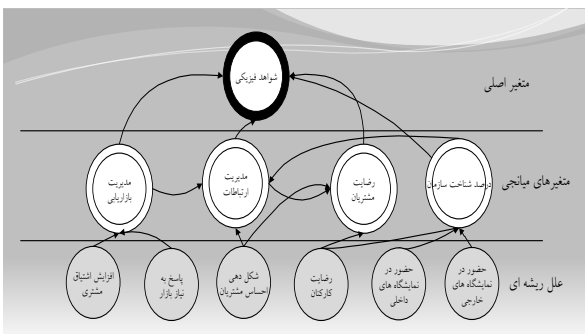 شواهد فیزیکی
متغیر اصلی
مدیریت
بازاریابی
مدیریت
ارتباطات
رضایت
مشتریان
درصد شناخت سازمان
متغیرهای میانجی
افزایش اشتیاق
مشتری
پاسخ به
نیاز بازار
شکل دهی
احساس مشتریان
رضایت
کارکنان
حضور در
نمایشگاه های
داخلی
حضور در
نمایشگاه های
خارجی
علل ریشه ای